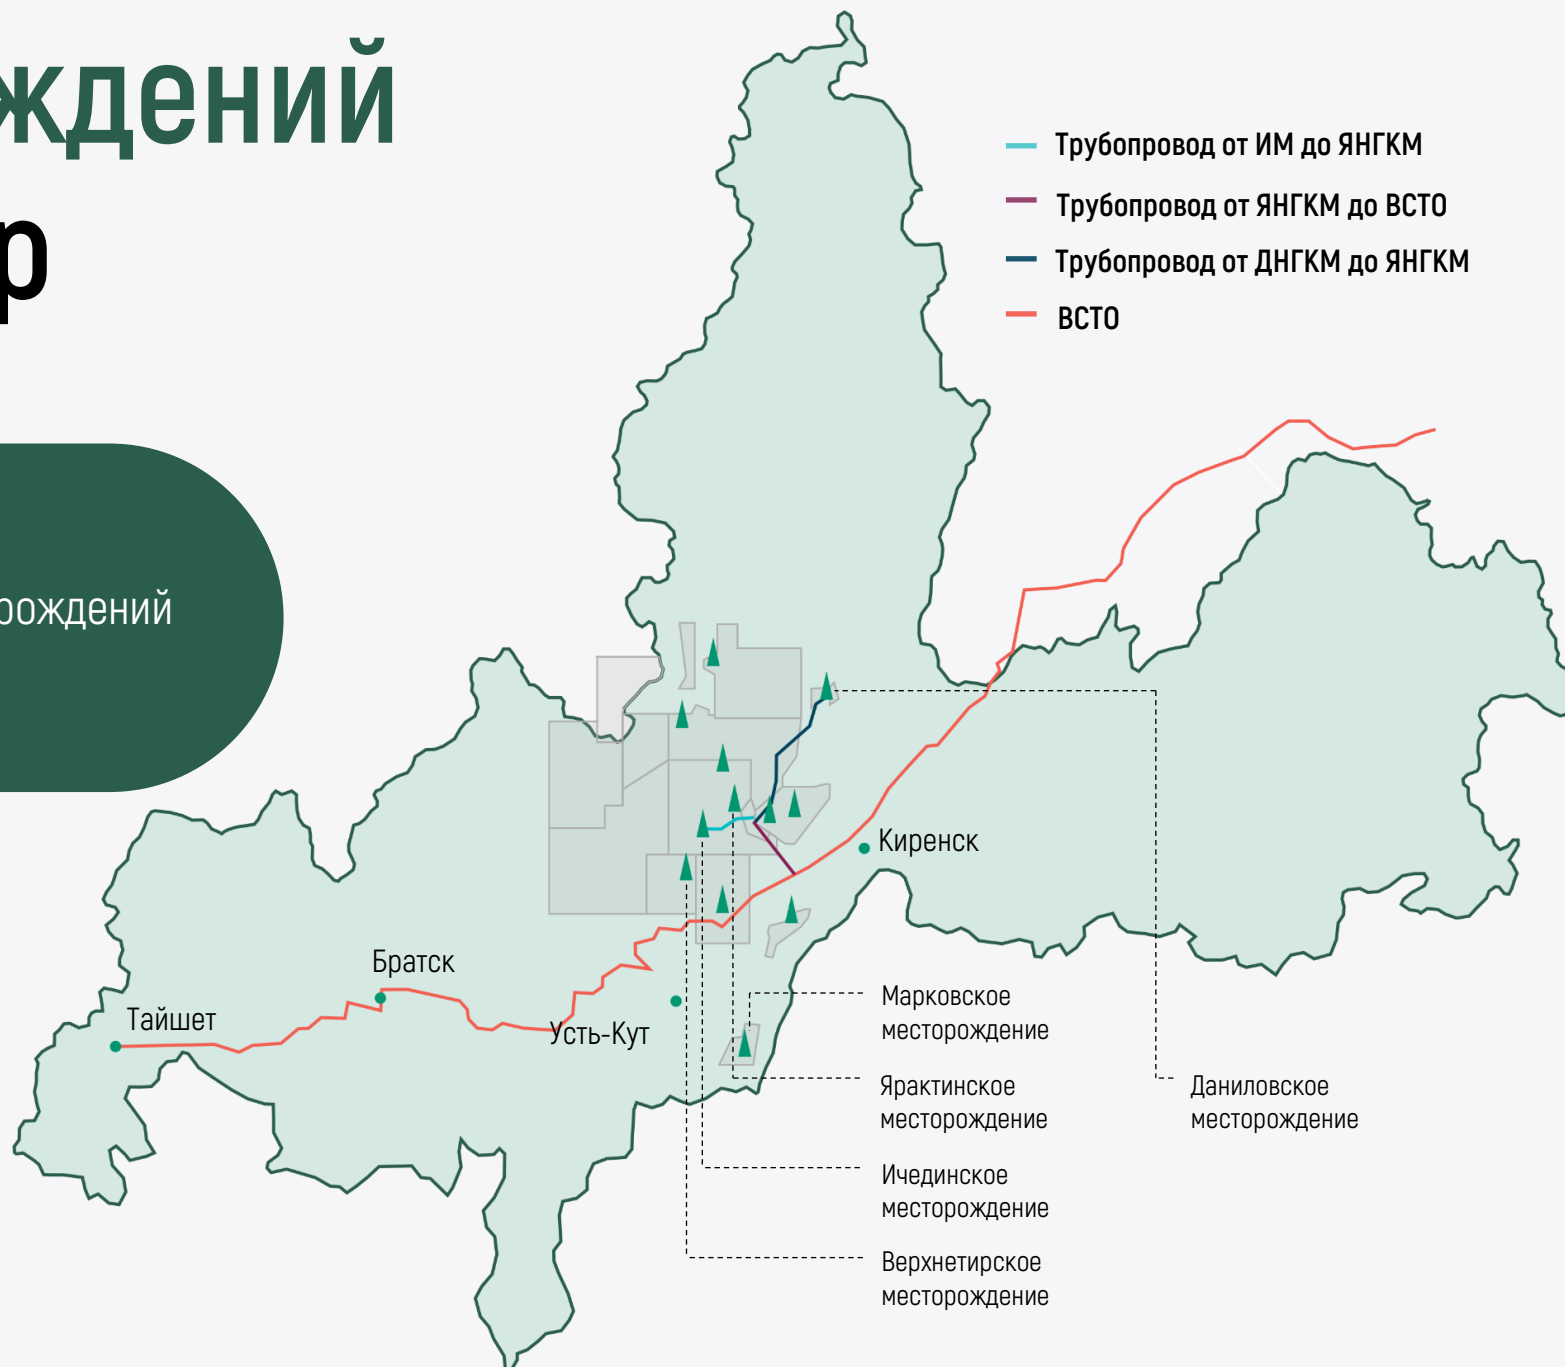 ждений
р
рождений
Трубопровод от ИМ до ЯНГКМ
Трубопровод от ЯНГКМ до ВСТО
Трубопровод от ДНГКМ до ЯНГКМ
ВСТО
Киренск
Братск
Тайшет
Усть-Кут
Марковское
месторождение
Ярактинское
месторождение
Даниловское
месторождение
Ичединское
месторождение
Верхнетирское
месторождение